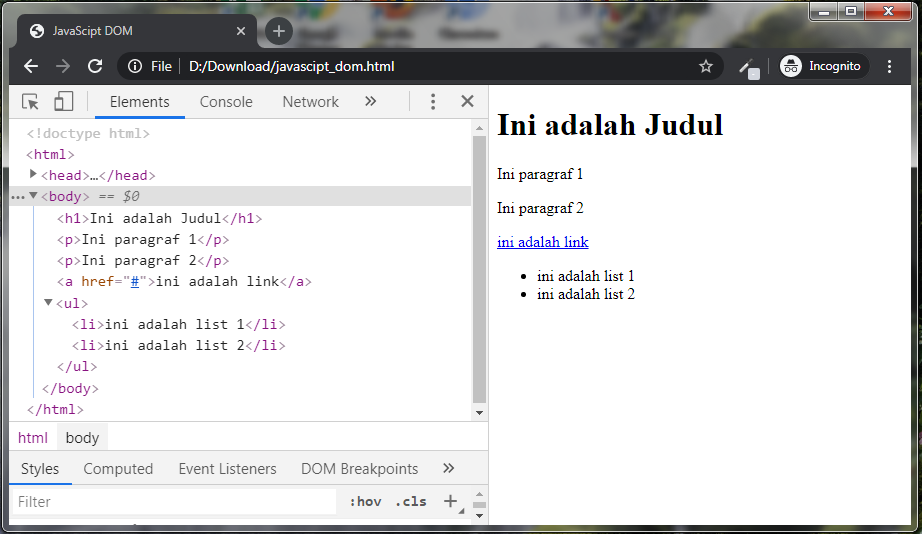 JavaScipt DOM
File D:/Download/javascipt_dom.html Incognito
Elements Console Network
<!doctype html>
<html>
<head>…</head>
<body> == $0
<h1>Ini adalah Judul</h1>
<p>Ini paragraf 1</p>
<p>Ini paragraf 2</p>
<a href="#">ini adalah link</a>
<ul>
<li>ini adalah list 1</li>
<li>ini adalah list 2</li>
</ul>
</body>
</html>
html body
Styles Computed Event Listeners DOM Breakpoints
Filter :hov .cls
Ini adalah Judul
Ini paragraf 1
Ini paragraf 2
ini adalah link
• ini adalah list 1
• ini adalah list 2